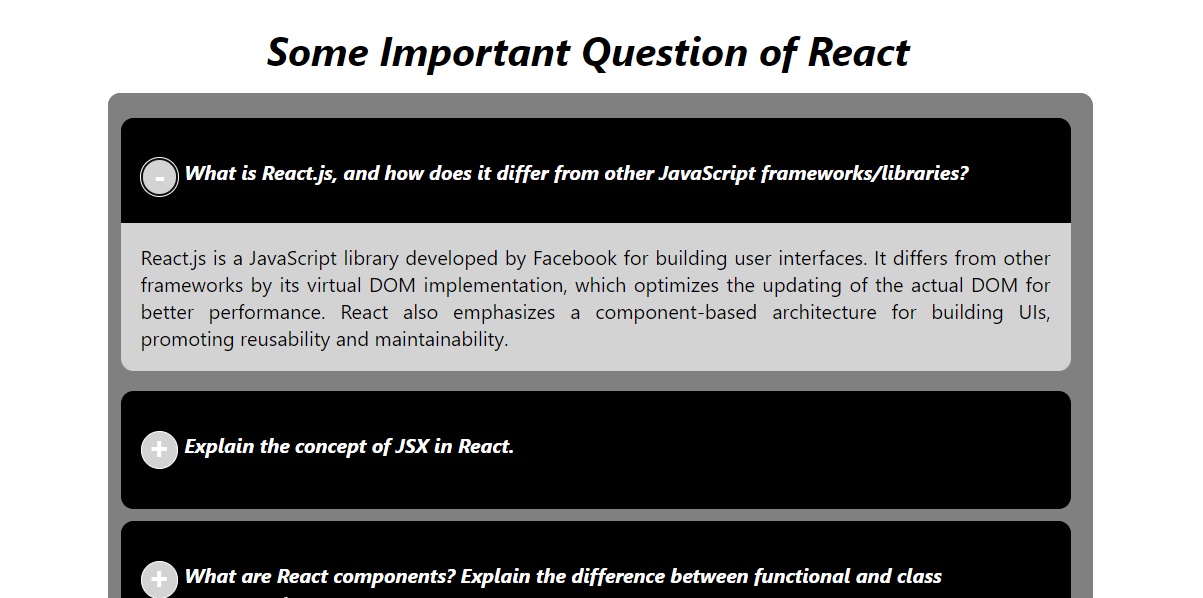 Some Important Question of React
- What is React.js, and how does it differ from other JavaScript frameworks/libraries?
React.js is a JavaScript library developed by Facebook for building user interfaces. It differs from other
frameworks by its virtual DOM implementation, which optimizes the updating of the actual DOM for
better performance. React also emphasizes a component-based architecture for building UIs,
promoting reusability and maintainability.
+ Explain the concept of JSX in React.
+ What are React components? Explain the difference between functional and class